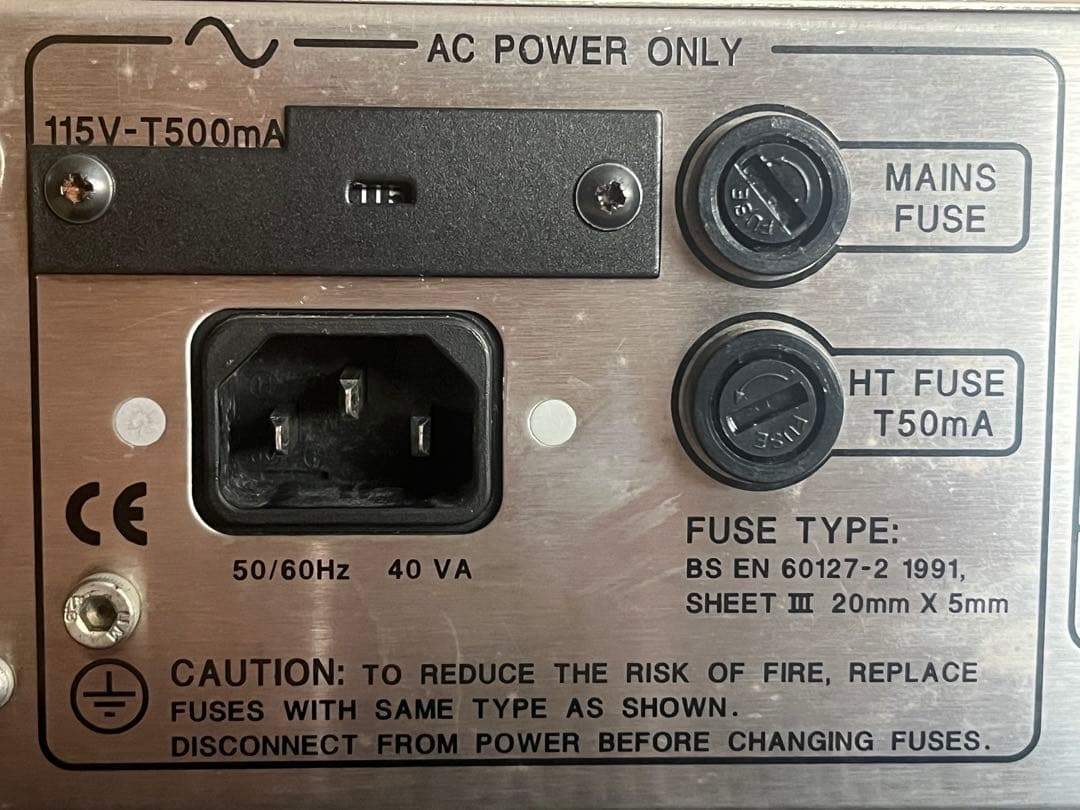 AC POWER ONLY
115V-T500mA
115
FUSE
MAINS
FUSE
HT FUSE
T50mA
FUSE
CE
50/60Hz 40 VA
FUSE TYPE:
BS EN 60127-2 1991,
SHEET III 20mm X 5mm
CAUTION: TO REDUCE THE RISK OF FIRE, REPLACE
FUSES WITH SAME TYPE AS SHOWN.
DISCONNECT FROM POWER BEFORE CHANGING FUSES.